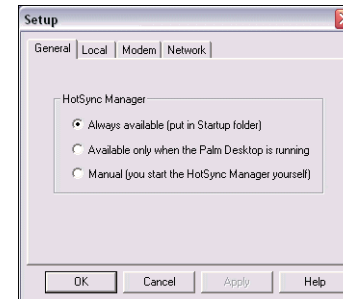 Setup
General Local Modem Network
HotSync Manager
Always available (put in Startup folder)
Available only when the Palm Desktop is running
Manual (you start the HotSync Manager yourself)
OK Cancel Apply Help